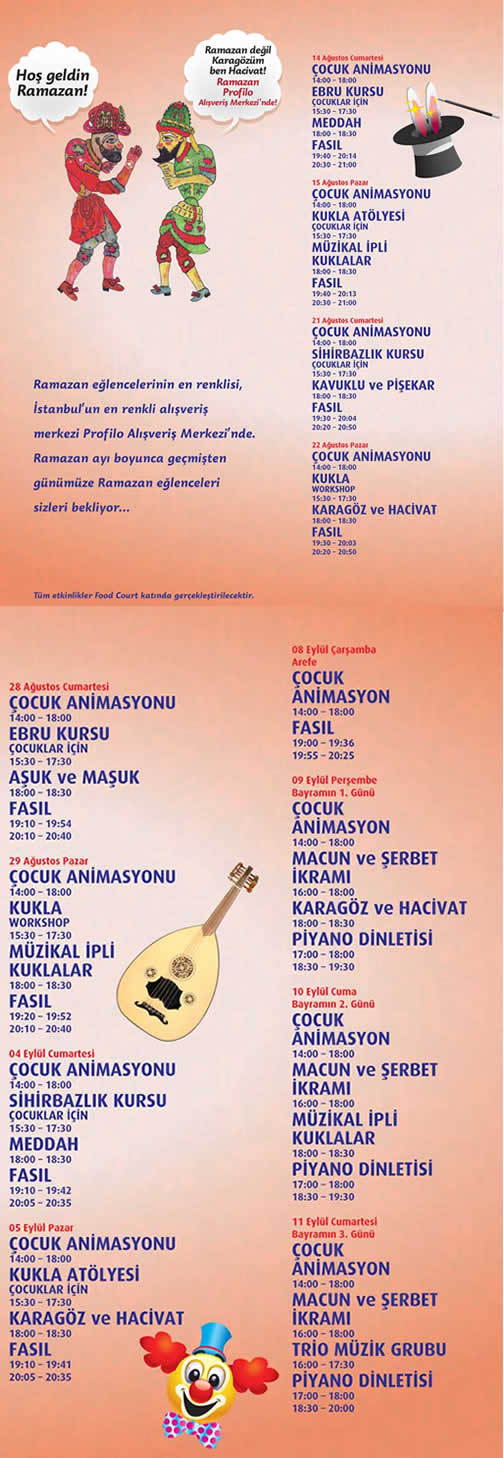 Hoş geldin
Ramazan!
Ramazan değil
Karagözüm
ben Hacivat!
Ramazan
Profilo
Alışveriş Merkezi'nde!
14 Ağustos Cumartesi
ÇOCUK ANİMASYONU
14:00 – 18:00
EBRU KURSU
ÇOCUKLAR İÇİN
15:30 – 17:30
MEDDAH
18:00 – 18:30
FASIL
19:40 – 20:14
20:30 – 21:00
15 Ağustos Pazar
ÇOCUK ANİMASYONU
14:00 – 18:00
KUKLA ATÖLYESİ
ÇOCUKLAR İÇİN
15:30 – 17:30
MÜZİKAL İPLİ
KUKLALAR
18:00 – 18:30
FASIL
19:40 – 20:13
20:30 – 21:00
21 Ağustos Cumartesi
ÇOCUK ANİMASYONU
14:00 – 18:00
SİHİRBAZLIK KURSU
ÇOCUKLAR İÇİN
15:30 – 17:30
KAVUKLU ve PİŞEKAR
18:00 – 18:30
FASIL
19:30 – 20:04
20:20 – 20:50
22 Ağustos Pazar
ÇOCUK ANİMASYONU
14:00 – 18:00
KUKLA
WORKSHOP
15:30 – 17:30
KARAGÖZ ve HACİVAT
18:00 – 18:30
FASIL
19:30 – 20:03
20:20 – 20:50
Ramazan eğlencelerinin en renklisi,
İstanbul'un en renkli alışveriş
merkezi Profilo Alışveriş Merkezi'nde.
Ramazan ayı boyunca geçmişten
günümüze Ramazan eğlenceleri
sizleri bekliyor...
Tüm etkinlikler Food Court katında gerçekleştirilecektir.
28 Ağustos Cumartesi
ÇOCUK ANİMASYONU
14:00 – 18:00
EBRU KURSU
ÇOCUKLAR İÇİN
15:30 – 17:30
AŞUK ve MAŞUK
18:00 – 18:30
FASIL
19:10 – 19:54
20:10 – 20:40
29 Ağustos Pazar
ÇOCUK ANİMASYONU
14:00 – 18:00
KUKLA
WORKSHOP
15:30 – 17:30
MÜZİKAL İPLİ
KUKLALAR
18:00 – 18:30
FASIL
19:20 – 19:52
20:10 – 20:40
04 Eylül Cumartesi
ÇOCUK ANİMASYONU
14:00 – 18:00
SİHİRBAZLIK KURSU
ÇOCUKLAR İÇİN
15:30 – 17:30
MEDDAH
18:00 – 18:30
FASIL
19:10 – 19:42
20:05 – 20:35
05 Eylül Pazar
ÇOCUK ANİMASYONU
14:00 – 18:00
KUKLA ATÖLYESİ
ÇOCUKLAR İÇİN
15:30 – 17:30
KARAGÖZ ve HACİVAT
18:00 – 18:30
FASIL
19:10 – 19:41
20:05 – 20:35
08 Eylül Çarşamba
Arefe
ÇOCUK
ANİMASYON
14:00 – 18:00
FASIL
19:00 – 19:36
19:55 – 20:25
09 Eylül Perşembe
Bayramın 1. Günü
ÇOCUK
ANİMASYON
14:00 – 18:00
MACUN ve ŞERBET
İKRAMI
16:00 – 18:00
KARAGÖZ ve HACİVAT
18:00 – 18:30
PİYANO DİNLETİSİ
17:00 – 18:00
18:30 – 19:30
10 Eylül Cuma
Bayramın 2. Günü
ÇOCUK
ANİMASYON
14:00 – 18:00
MACUN ve ŞERBET
İKRAMI
16:00 – 18:00
MÜZİKAL İPLİ
KUKLALAR
18:00 – 18:30
PİYANO DİNLETİSİ
17:00 – 18:00
18:30 – 19:30
11 Eylül Cumartesi
Bayramın 3. Günü
ÇOCUK
ANİMASYON
14:00 – 18:00
MACUN ve ŞERBET
İKRAMI
16:00 – 18:00
TRİO MÜZİK GRUBU
16:00 – 17:30
PİYANO DİNLETİSİ
17:00 – 18:00
18:30 – 20:00